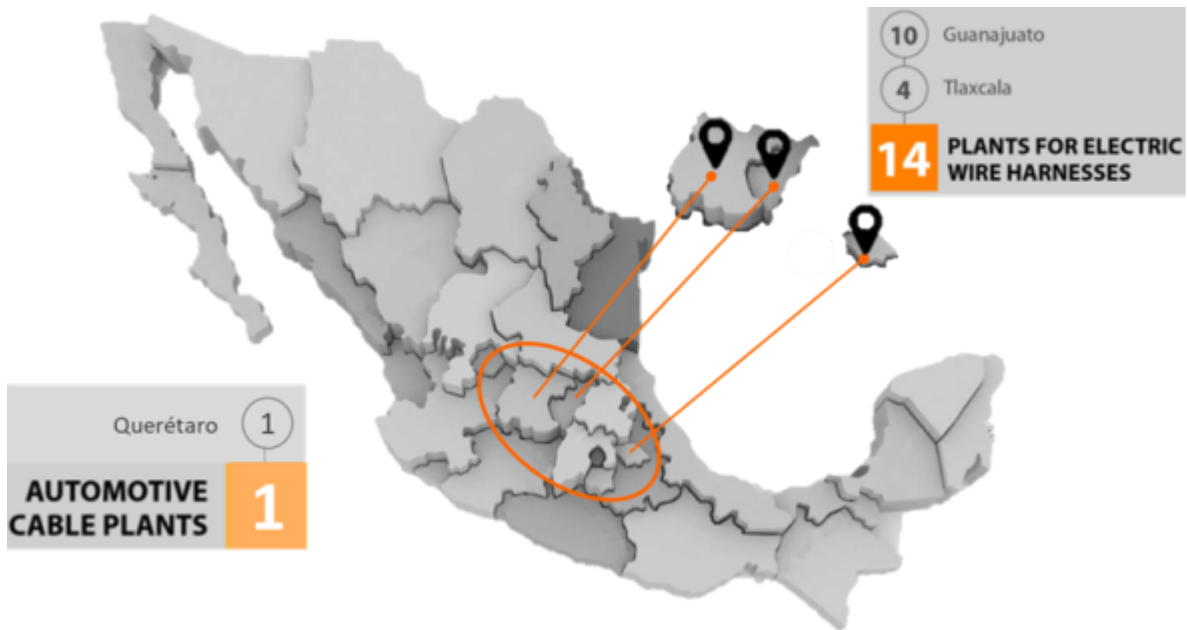 10 Guanajuato
4 Tlaxcala
14 PLANTS FOR ELECTRIC
WIRE HARNESSES
Querétaro 1
AUTOMOTIVE
CABLE PLANTS 1